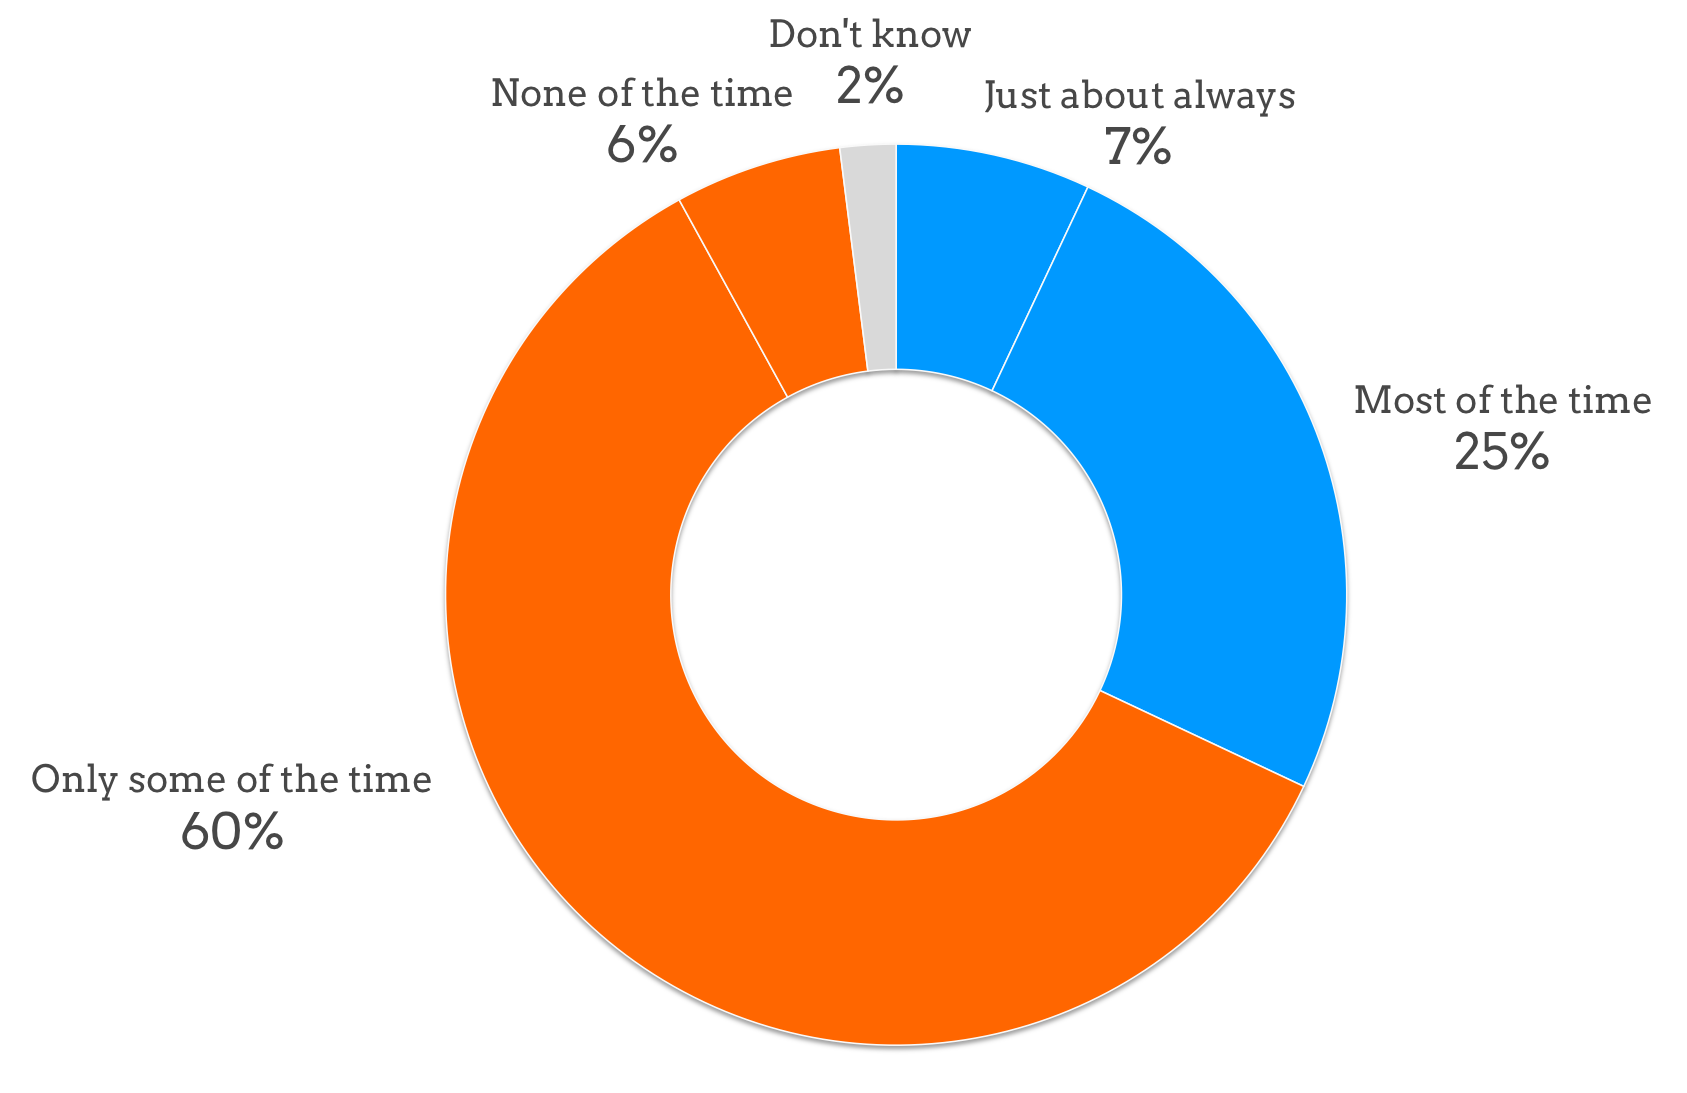 Don't know
2%
None of the time
6%
Just about always
7%
Most of the time
25%
Only some of the time
60%